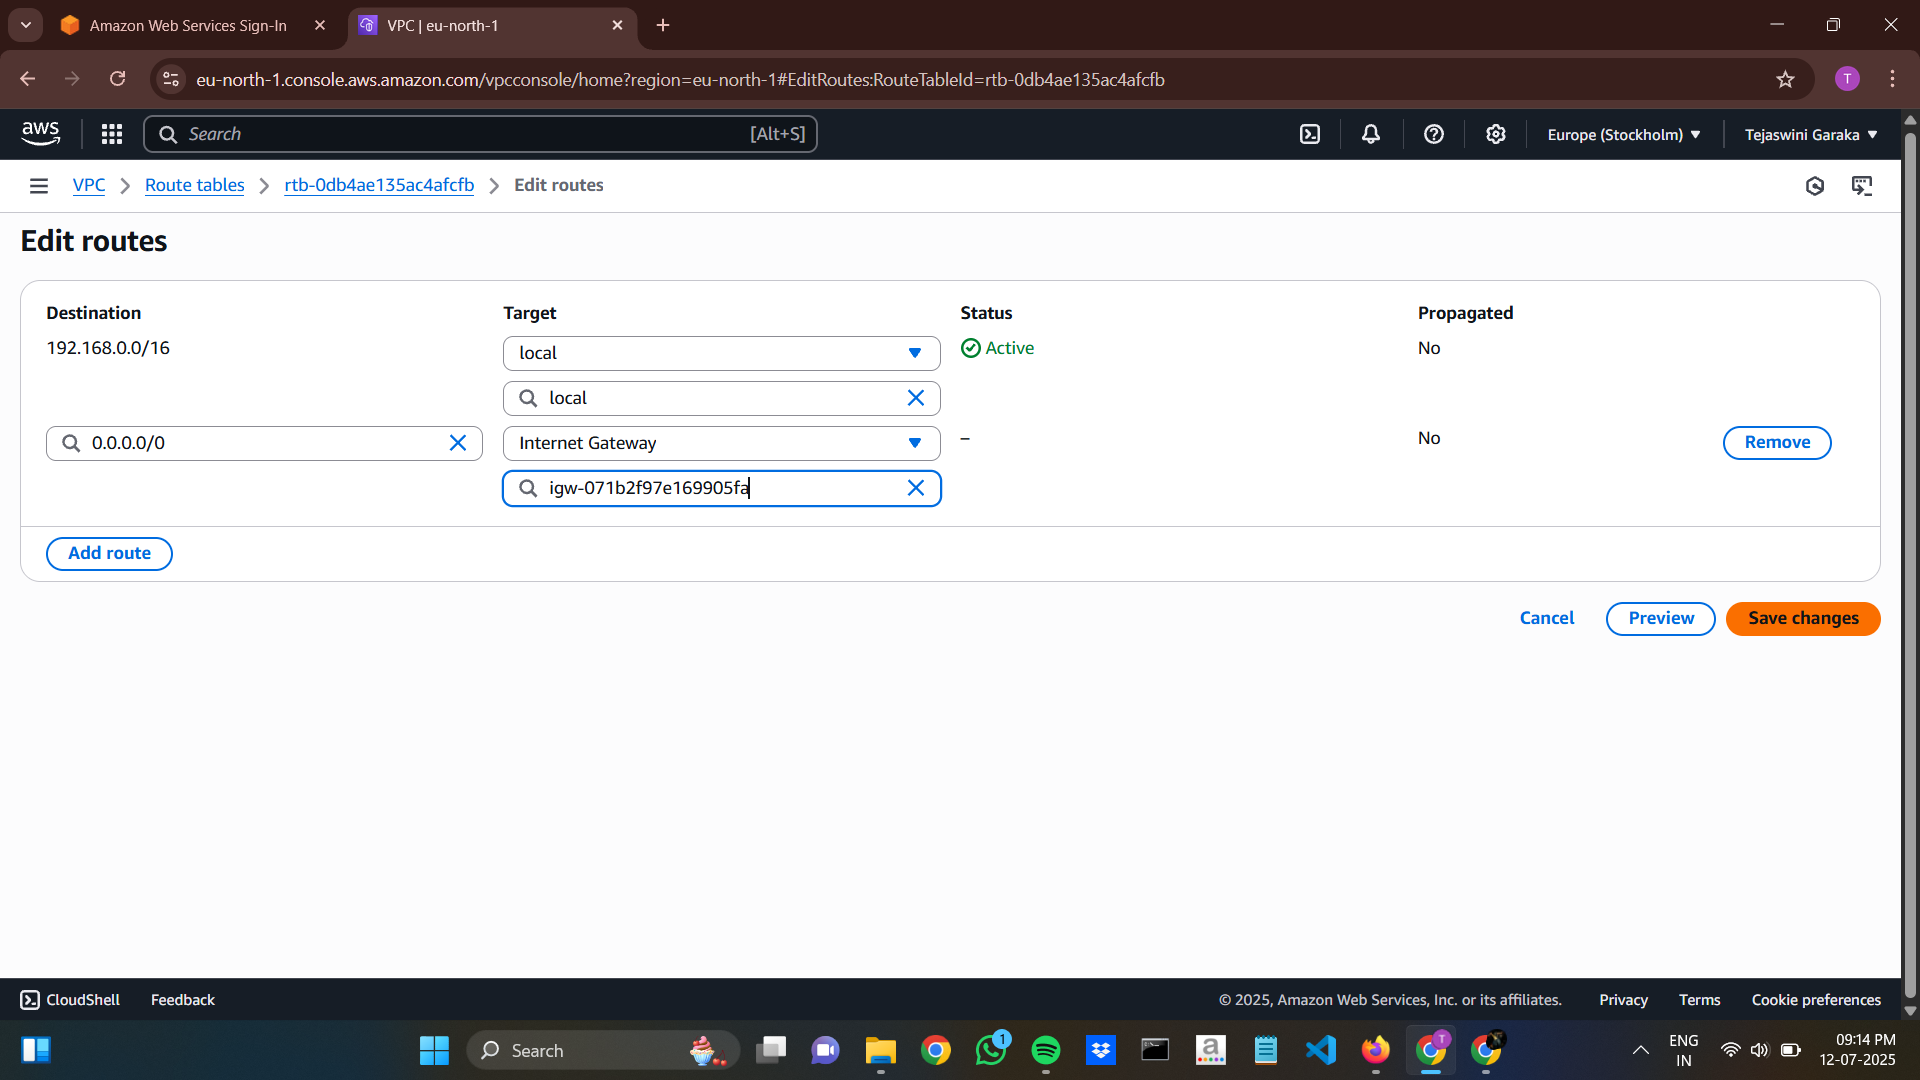 Amazon Web Services Sign-In
VPC | eu-north-1
eu-north-1.console.aws.amazon.com/vpcconsole/home?region=eu-north-1#EditRoutes:RouteTableId=rtb-0db4ae135ac4afcfb
T
aws
Search
[Alt+S]
Europe (Stockholm)
Tejaswini Garaka
VPC
Route tables
rtb-0db4ae135ac4afcfb
Edit routes
Edit routes
Destination
Target
Status
Propagated
192.168.0.0/16
local
Active
No
local
0.0.0.0/0
Internet Gateway
–
No
Remove
igw-071b2f97e169905fa
Add route
Cancel
Preview
Save changes
CloudShell
Feedback
© 2025, Amazon Web Services, Inc. or its affiliates.
Privacy
Terms
Cookie preferences
Search
1
a
T
ENG
IN
09:14 PM
12-07-2025